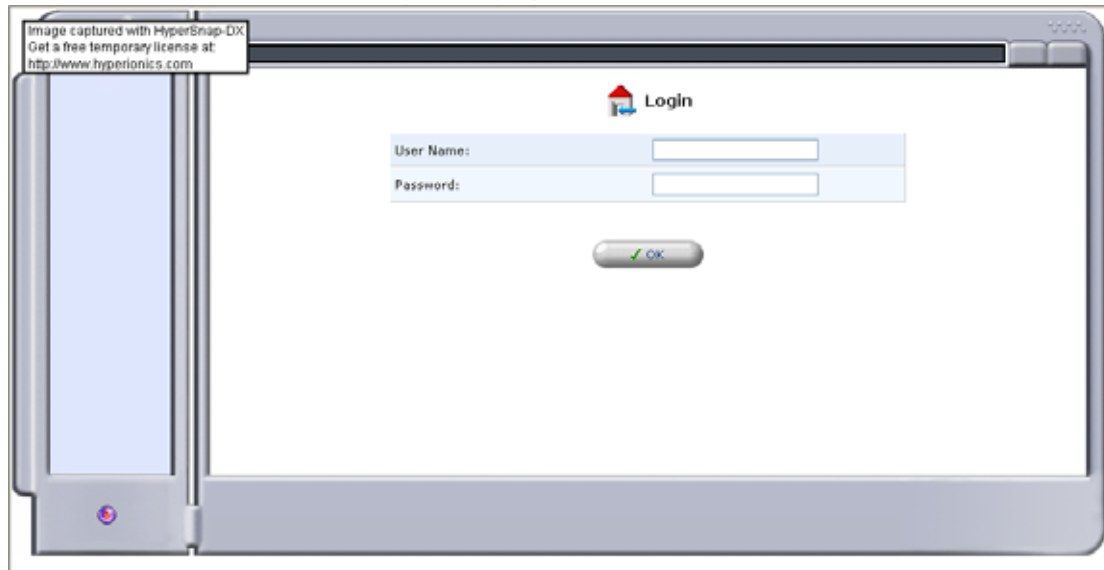 Image captured with HyperSnap-DX
Get a free temporary license at:
http://www.hyperionics.com
Login
User Name:
Password:
OK